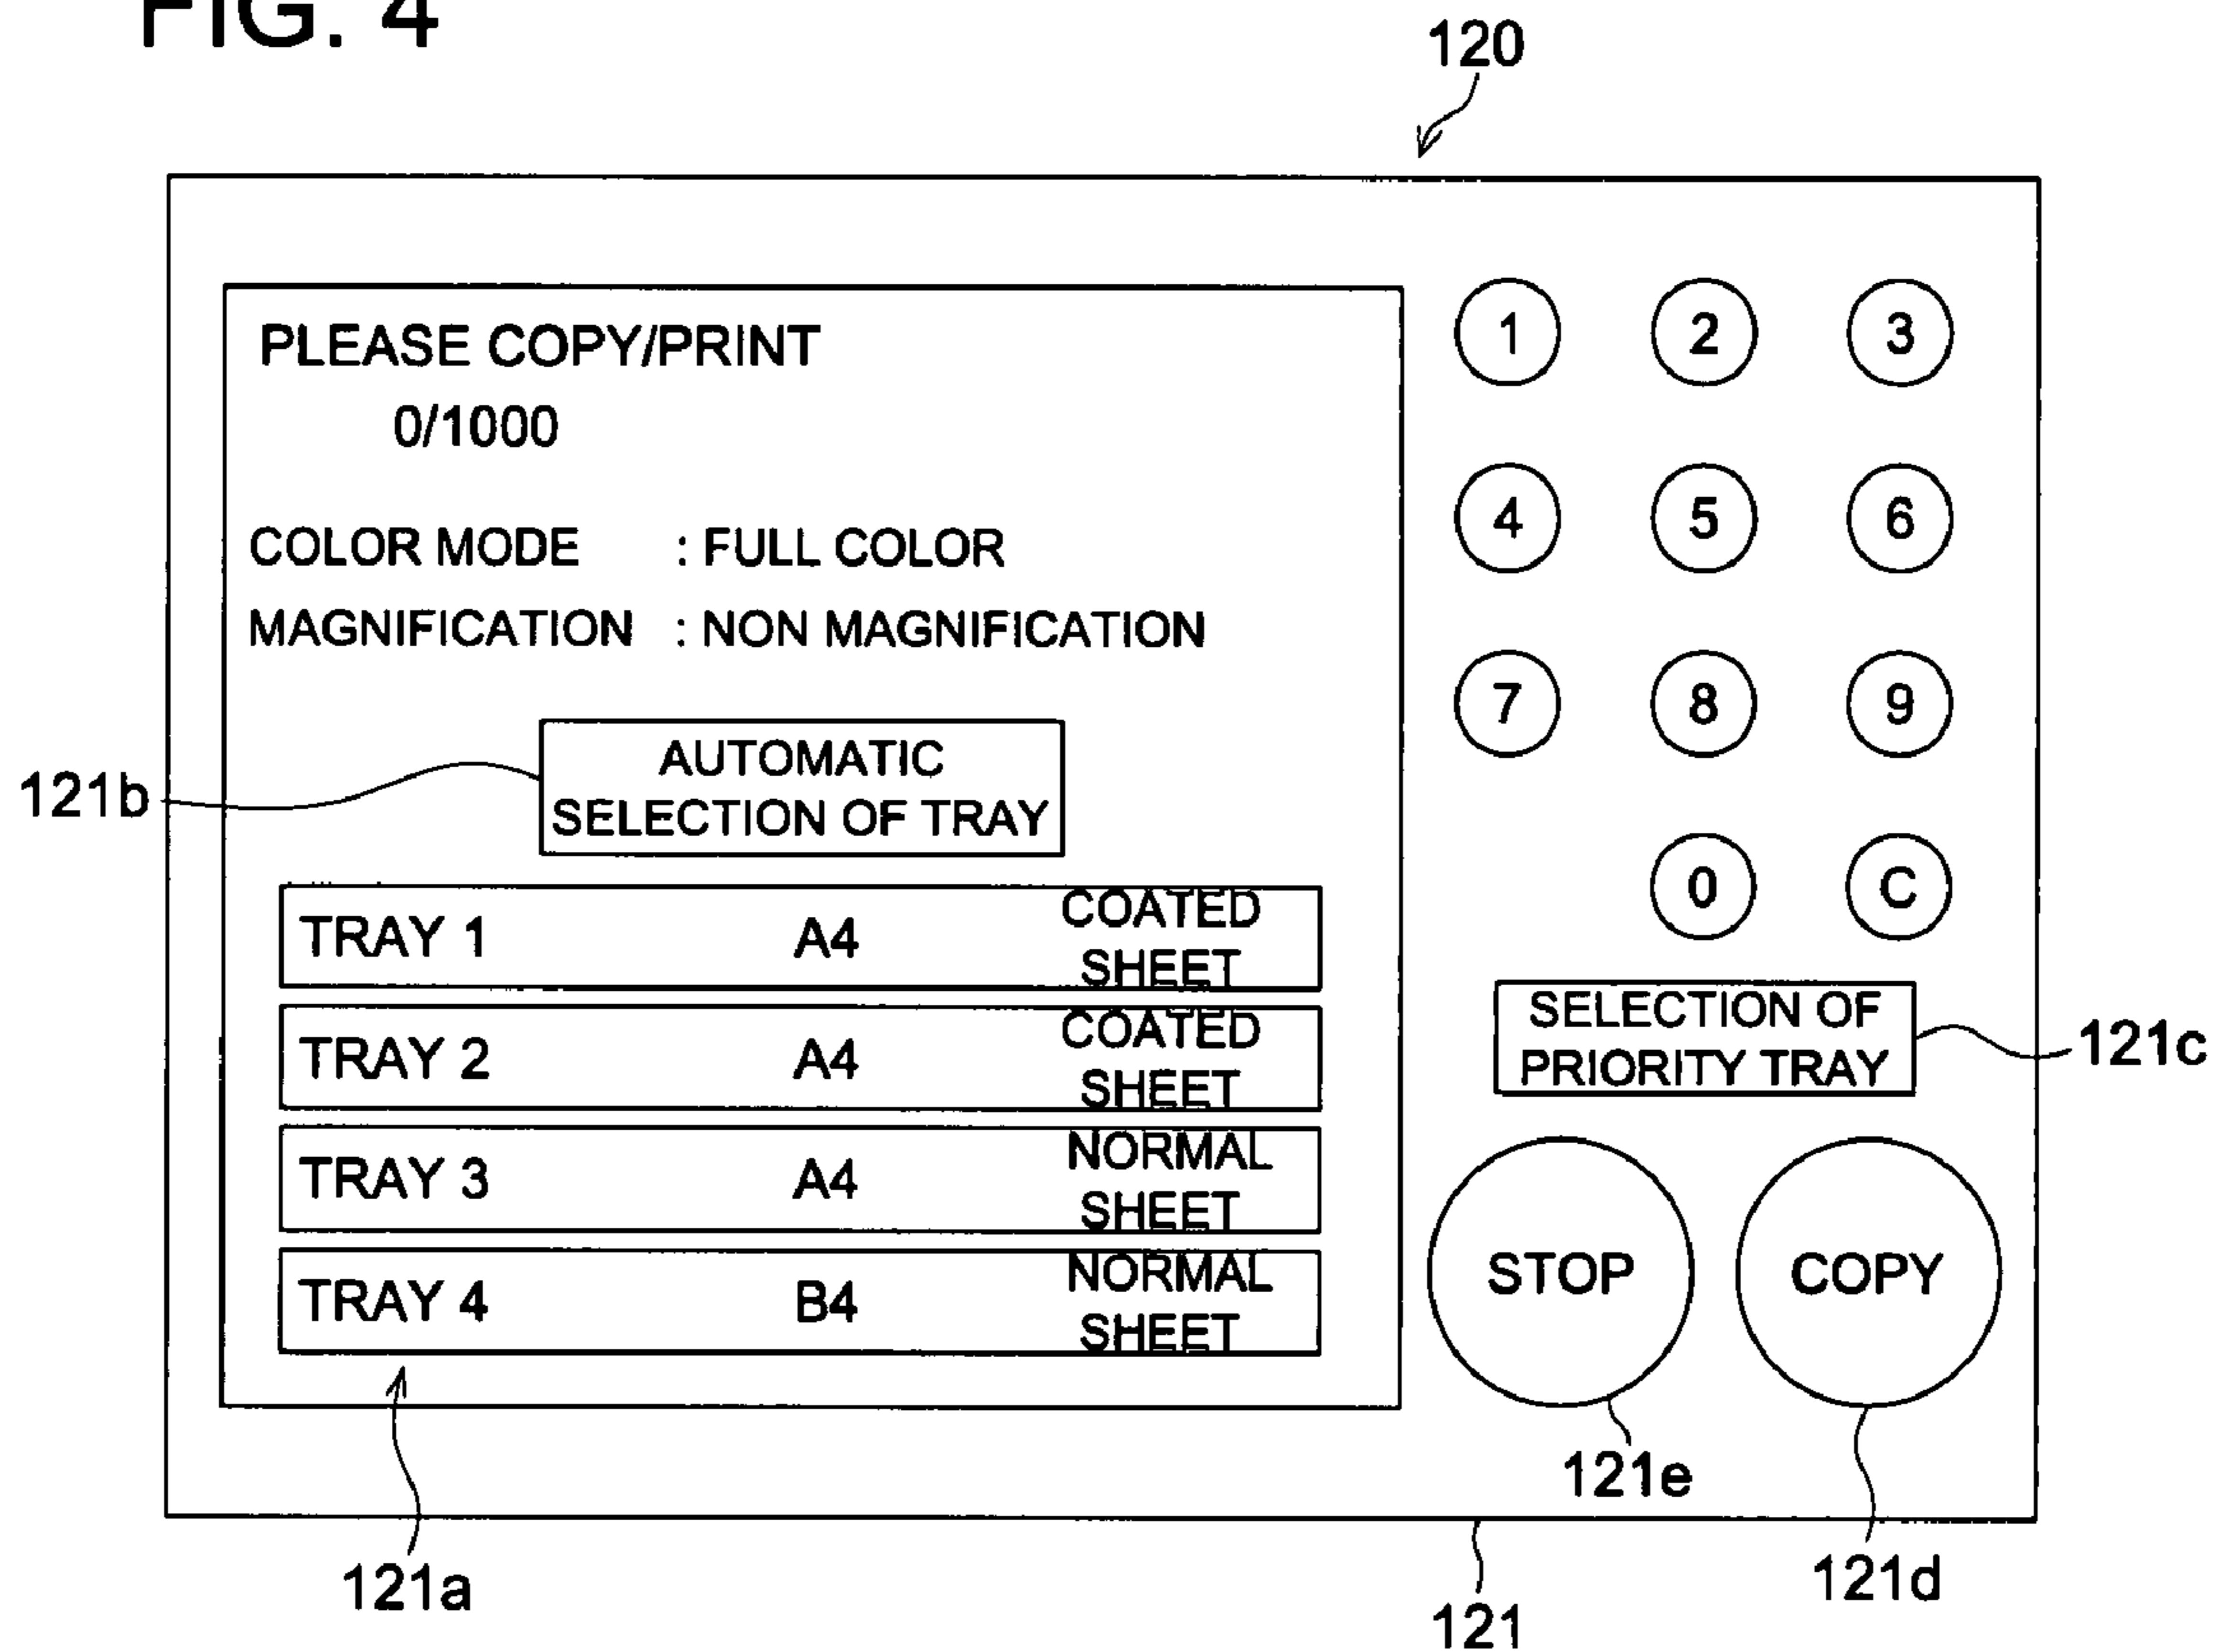 FIG. 4
120
PLEASE COPY/PRINT
0/1000
COLOR MODE : FULL COLOR
MAGNIFICATION : NON MAGNIFICATION
121b
AUTOMATIC
SELECTION OF TRAY
TRAY 1 A4 COATED
SHEET
TRAY 2 A4 COATED
SHEET
TRAY 3 A4 NORMAL
SHEET
TRAY 4 B4 NORMAL
SHEET
121a
1 2 3
4 5 6
7 8 9
0 C
SELECTION OF
PRIORITY TRAY
121c
STOP COPY
121e
121d
121